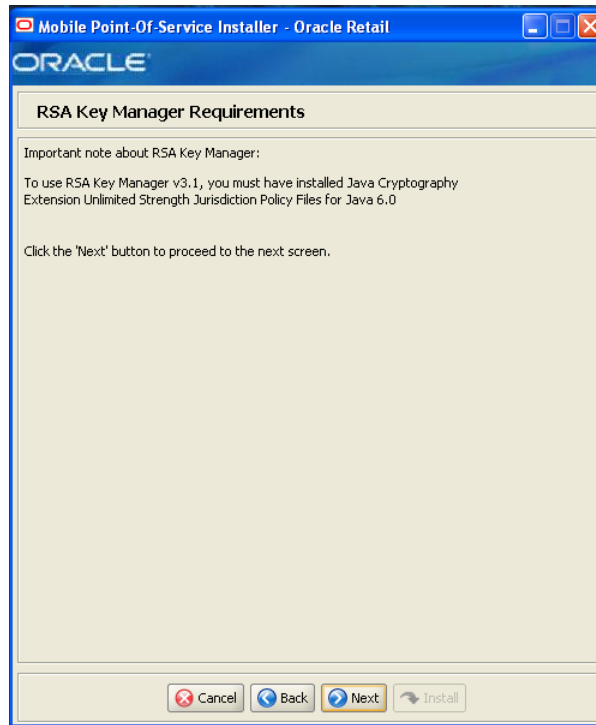 Mobile Point-Of-Service Installer - Oracle Retail
ORACLE
RSA Key Manager Requirements
Important note about RSA Key Manager:
To use RSA Key Manager v3.1, you must have installed Java Cryptography
Extension Unlimited Strength Jurisdiction Policy Files for Java 6.0
Click the 'Next' button to proceed to the next screen.
Cancel Back Next Install